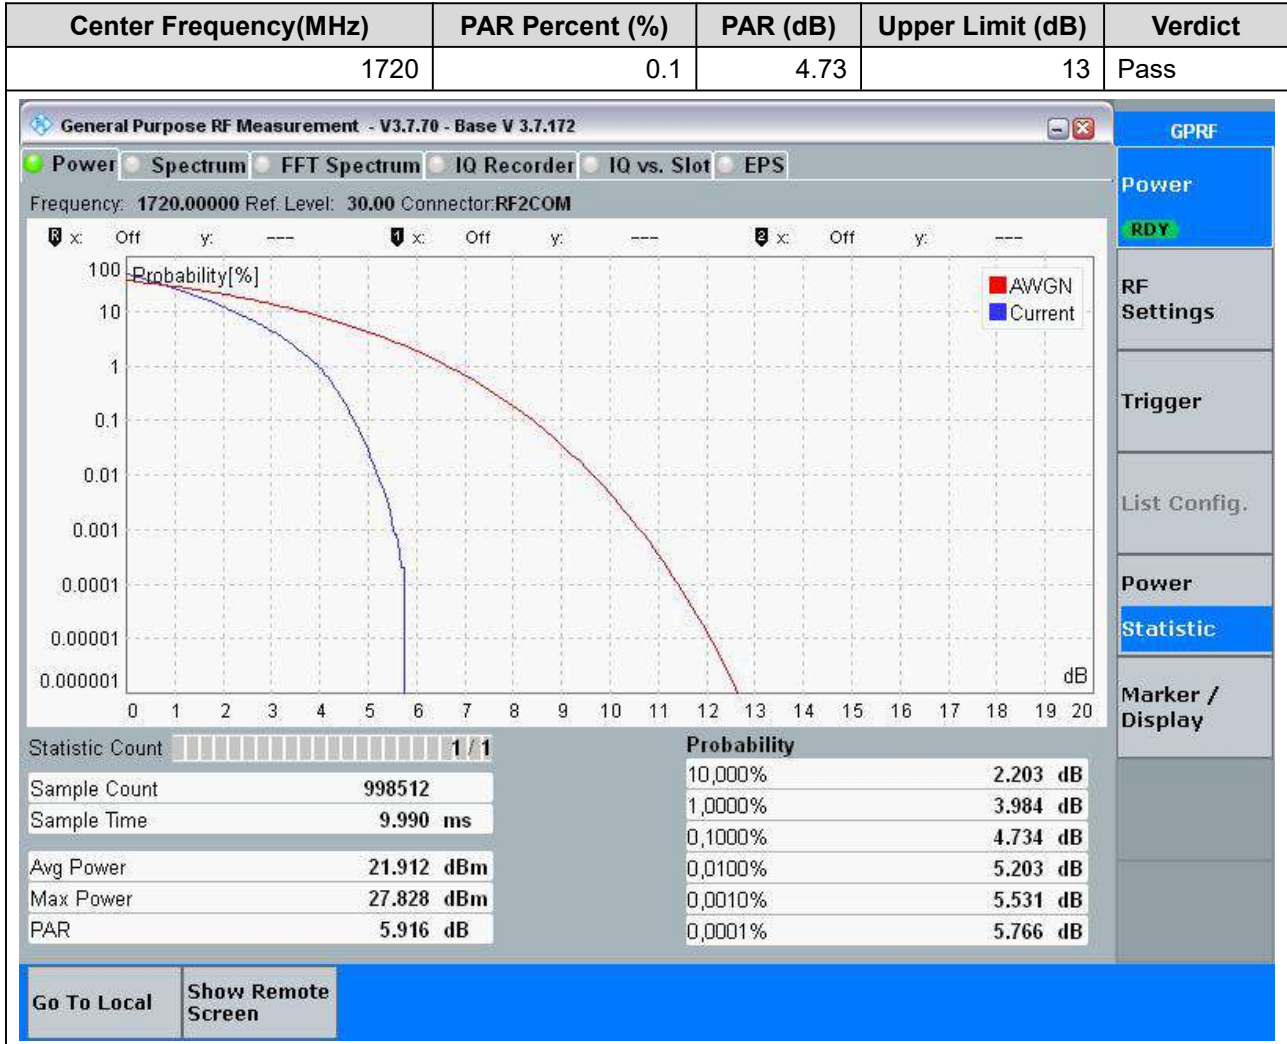 Center Frequency(MHz) PAR Percent (%) PAR (dB) Upper Limit (dB) Verdict
1720 0.1 4.73 13 Pass
General Purpose RF Measurement - V3.7.70 - Base V 3.7.172
GPRF
Power Spectrum FFT Spectrum IQ Recorder IQ vs. Slot EPS
Frequency: 1720.00000 Ref. Level: 30.00 Connector:RF2COM
R x: Off y: --- 1 x: Off y: --- 2 x: Off y: ---
Probability[%]
AWGN
Current
100
10
1
0.1
0.01
0.001
0.0001
0.00001
0.000001
dB
0 1 2 3 4 5 6 7 8 9 10 11 12 13 14 15 16 17 18 19 20
Statistic Count 1 / 1
Sample Count 998512
Sample Time 9.990 ms
Avg Power 21.912 dBm
Max Power 27.828 dBm
PAR 5.916 dB
Probability
10,000% 2.203 dB
1,0000% 3.984 dB
0,1000% 4.734 dB
0,0100% 5.203 dB
0,0010% 5.531 dB
0,0001% 5.766 dB
Power
RDY
RF
Settings
Trigger
List Config.
Power
Statistic
Marker /
Display
Go To Local
Show Remote
Screen